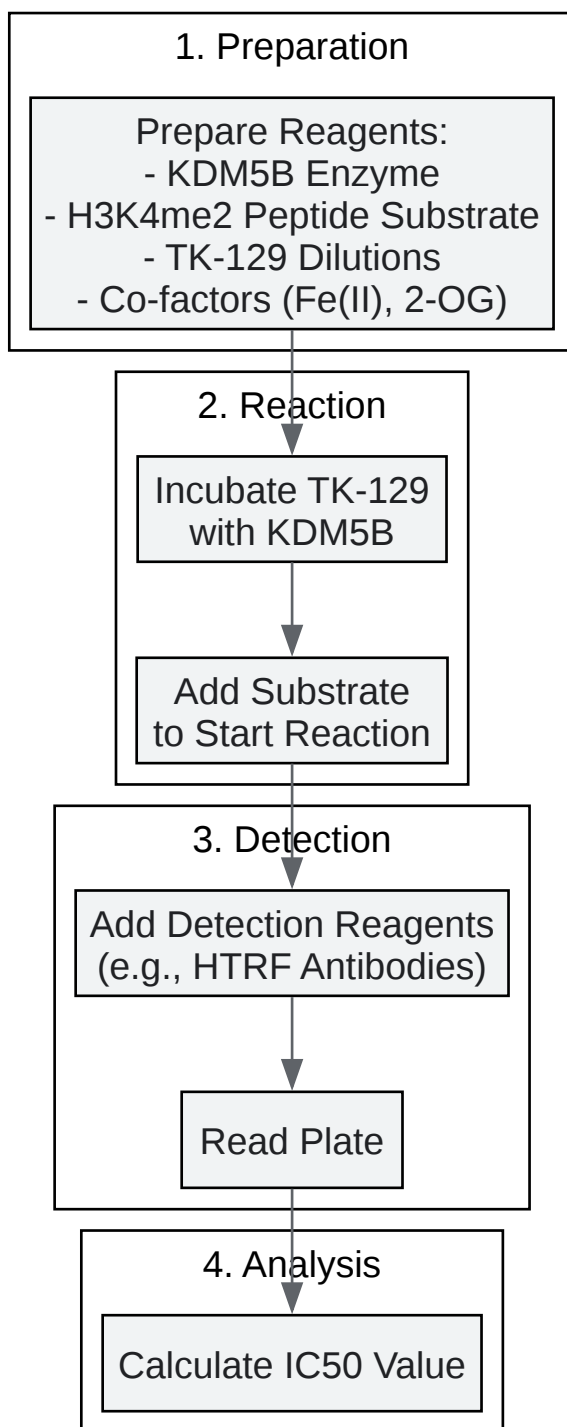 1. Preparation
Prepare Reagents:
- KDM5B Enzyme
- H3K4me2 Peptide Substrate
- TK-129 Dilutions
- Co-factors (Fe(II), 2-OG)
2. Reaction
Incubate TK-129
with KDM5B
Add Substrate
to Start Reaction
3. Detection
Add Detection Reagents
(e.g., HTRF Antibodies)
Read Plate
4. Analysis
Calculate IC50 Value